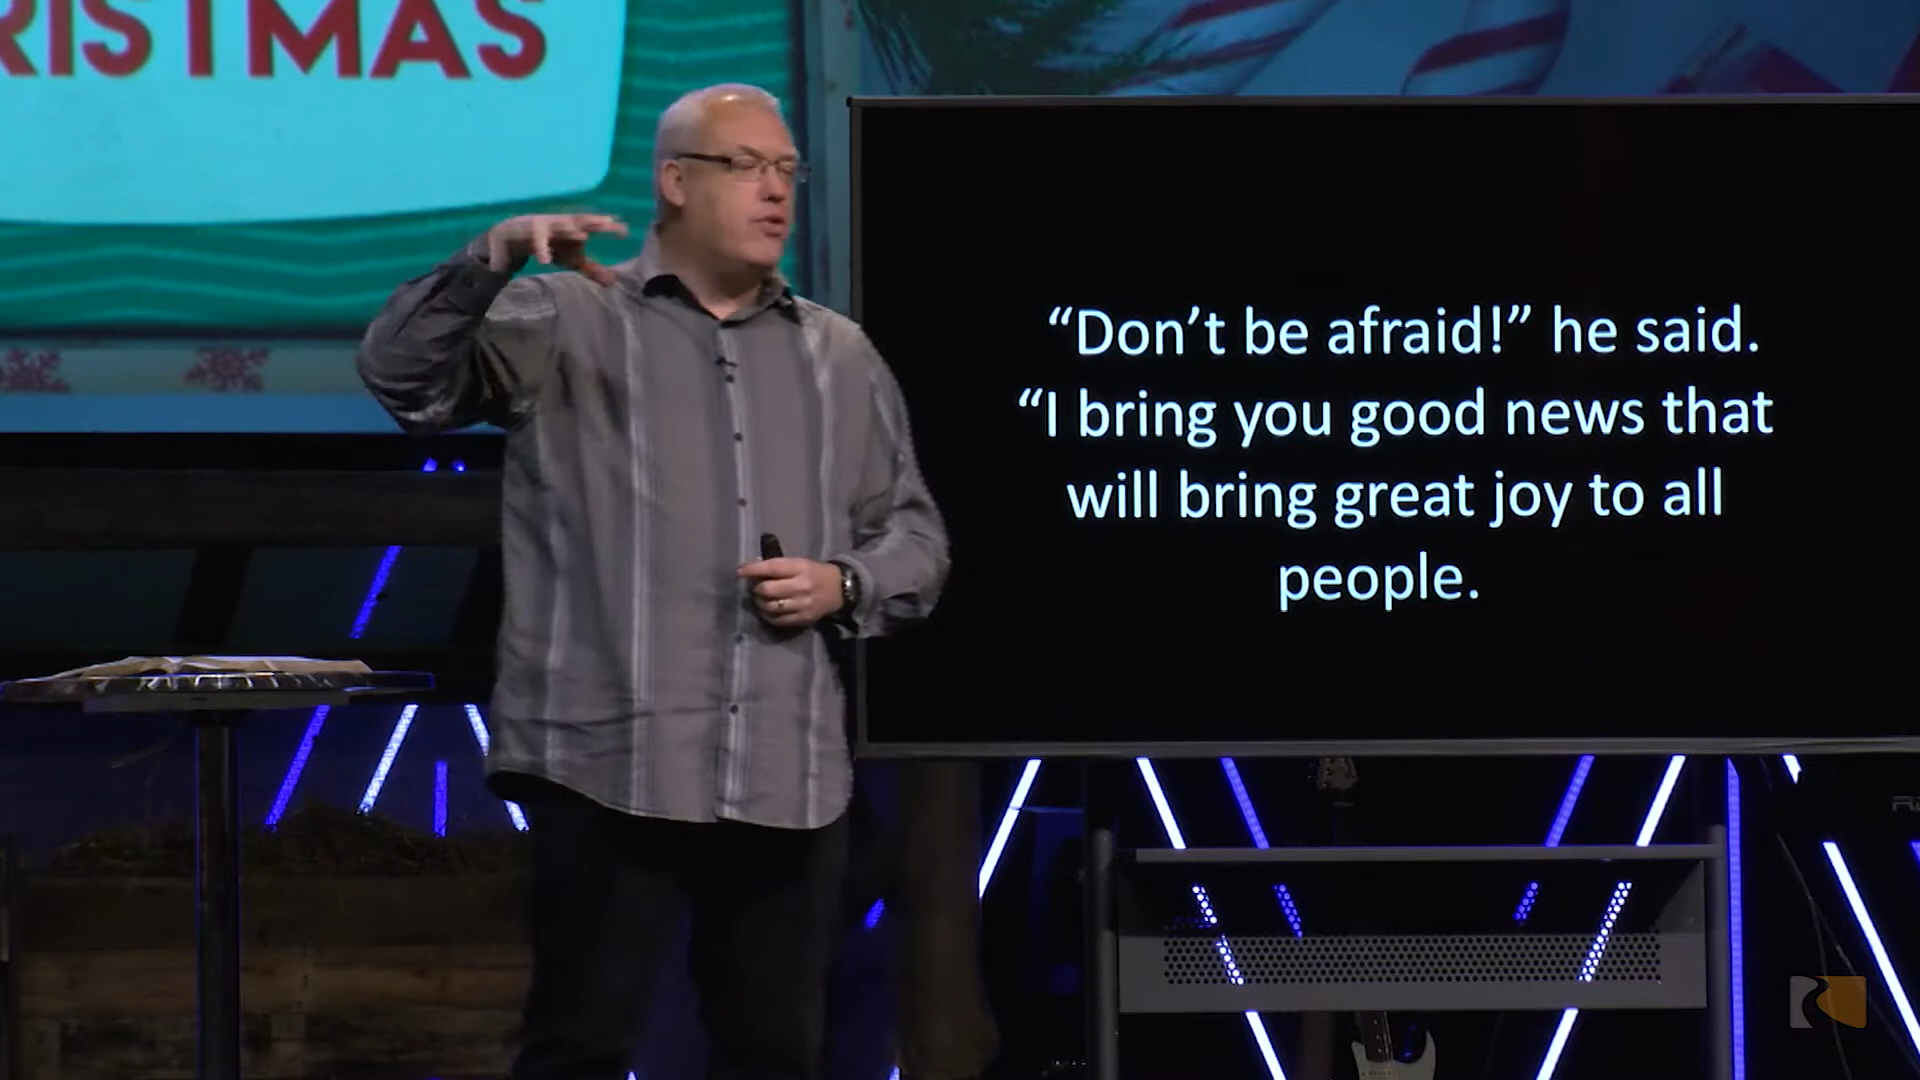 RISTMAS
“Don’t be afraid!” he said.
“I bring you good news that
will bring great joy to all
people.